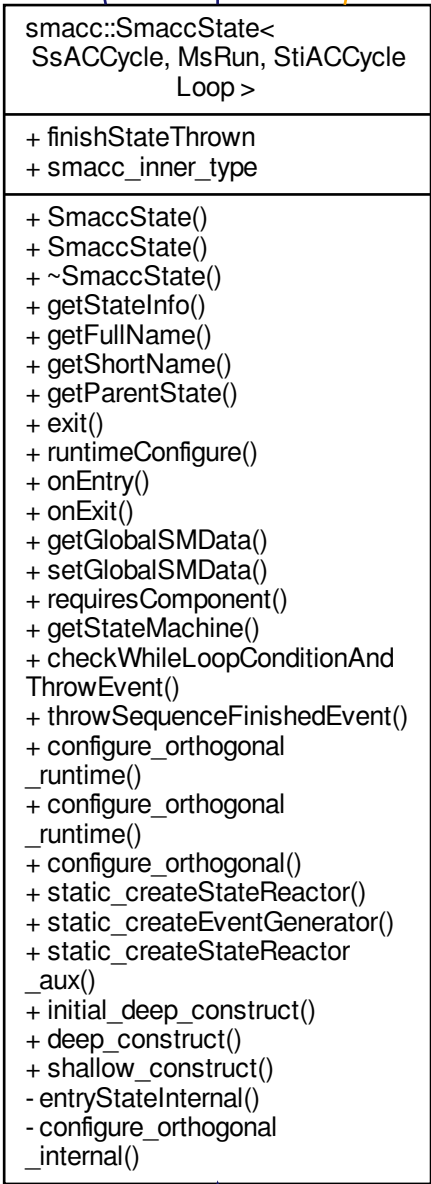 smacc::SmaccState<
SsACCycle, MsRun, StiACCycle
Loop >
+ finishStateThrown
+ smacc_inner_type
+ SmaccState()
+ SmaccState()
+ ~SmaccState()
+ getStateInfo()
+ getFullName()
+ getShortName()
+ getParentState()
+ exit()
+ runtimeConfigure()
+ onEntry()
+ onExit()
+ getGlobalSMData()
+ setGlobalSMData()
+ requiresComponent()
+ getStateMachine()
+ checkWhileLoopConditionAnd
ThrowEvent()
+ throwSequenceFinishedEvent()
+ configure_orthogonal
_runtime()
+ configure_orthogonal
_runtime()
+ configure_orthogonal()
+ static_createStateReactor()
+ static_createEventGenerator()
+ static_createStateReactor
_aux()
+ initial_deep_construct()
+ deep_construct()
+ shallow_construct()
- entryStateInternal()
- configure_orthogonal
_internal()